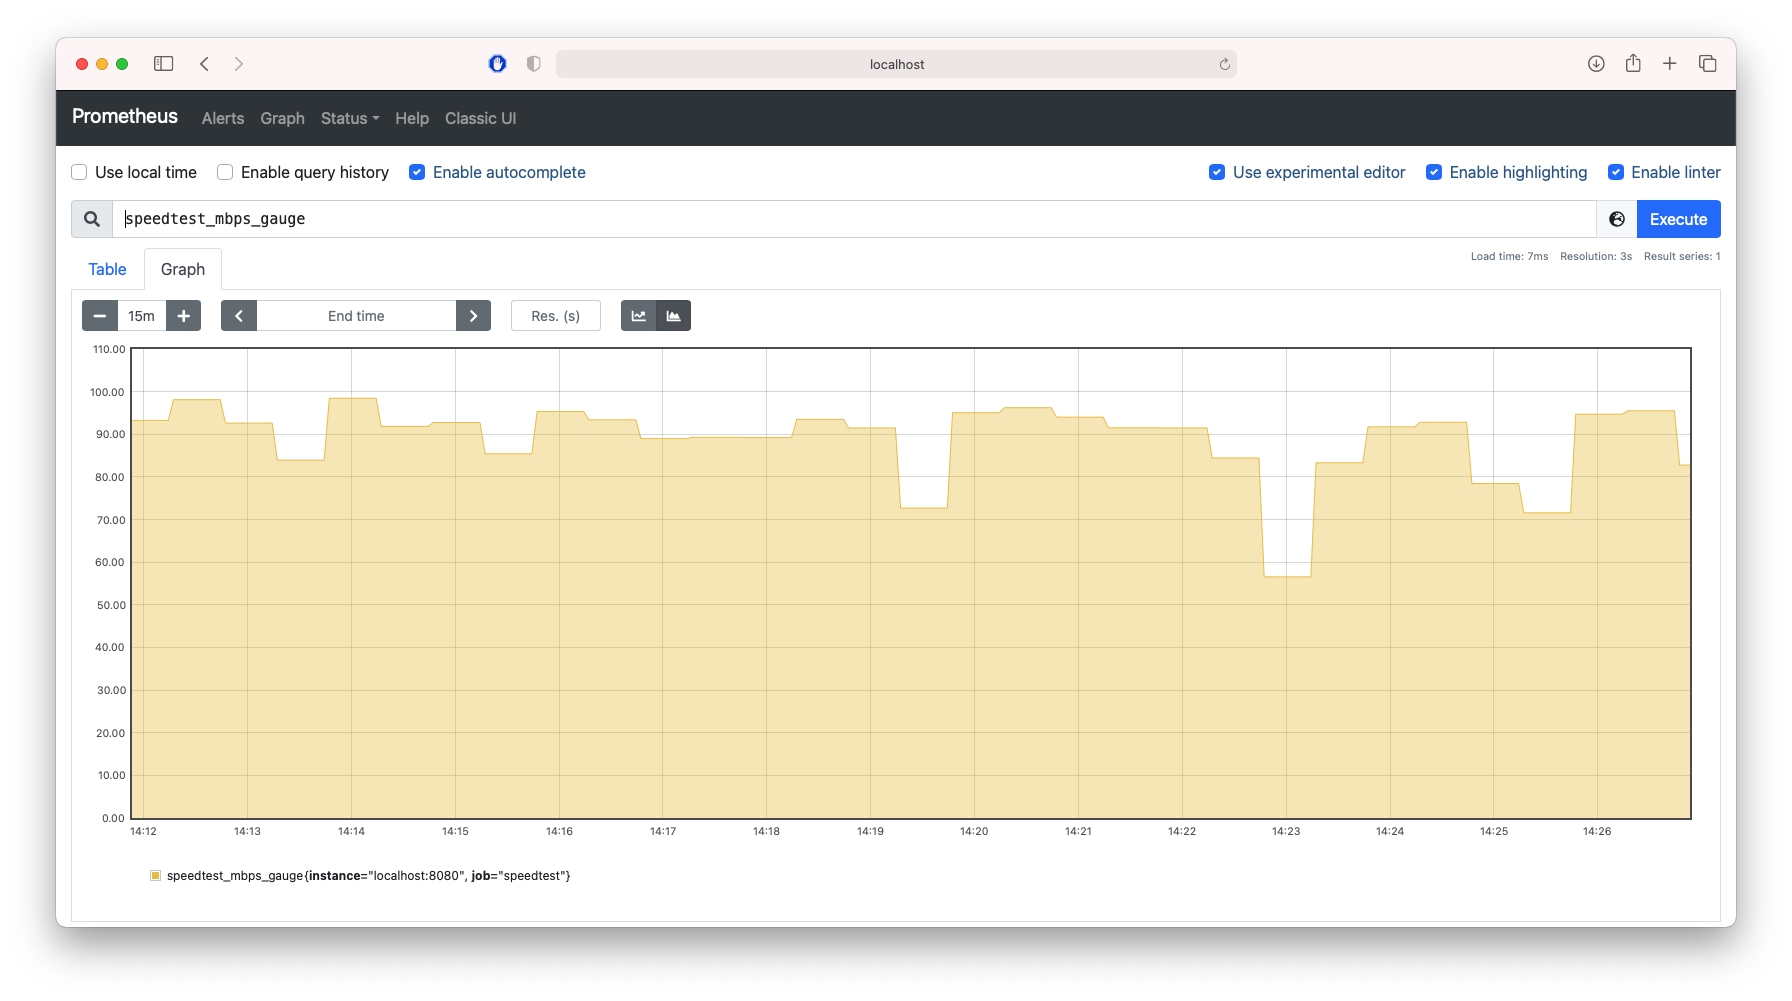 localhost
Prometheus Alerts Graph Status Help Classic UI
Use local time Enable query history Enable autocomplete Use experimental editor Enable highlighting Enable linter
speedtest_mbps_gauge Execute
Table Graph Load time: 7ms Resolution: 3s Result series: 1
15m End time Res. (s)
110.00
100.00
90.00
80.00
70.00
60.00
50.00
40.00
30.00
20.00
10.00
0.00
14:12 14:13 14:14 14:15 14:16 14:17 14:18 14:19 14:20 14:21 14:22 14:23 14:24 14:25 14:26
speedtest_mbps_gauge{instance="localhost:8080", job="speedtest"}